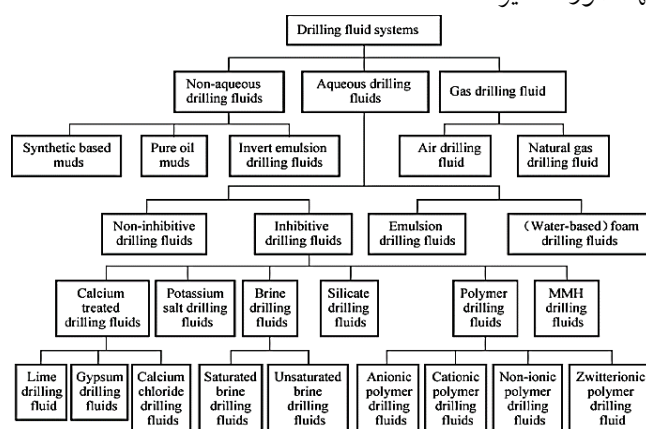 Drilling fluid systems
Non-aqueous
drilling fluids
Aqueous drilling
fluids
Gas drilling fluid
Synthetic based
muds
Pure oil
muds
Invert emulsion
drilling fluids
Air drilling
fluid
Natural gas
drilling fluid
Non-inhibitive
drilling fluids
Inhibitive
drilling fluids
Emulsion
drilling fluids
(Water-based) foam
drilling fluids
Calcium
treated
drilling fluids
Potassium
salt drilling
fluids
Brine
drilling
fluids
Silicate
drilling
fluids
Polymer
drilling
fluids
MMH
drilling
fluids
Lime
drilling
fluid
Gypsum
drilling
fluids
Calcium
chloride
drilling
fluids
Saturated
brine
drilling
fluids
Unsaturated
brine
drilling
fluids
Anionic
polymer
drilling
fluids
Cationic
polymer
drilling
fluids
Non-ionic
polymer
drilling
fluids
Zwitterionic
polymer
drilling
fluid